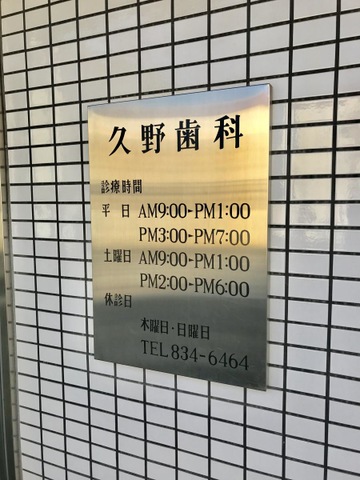 久野歯科
診療時間
平日 AM9:00-PM1:00
PM3:00-PM7:00
土曜日 AM9:00-PM1:00
PM2:00-PM6:00
休診日
木曜日・日曜日
TEL 834-6464